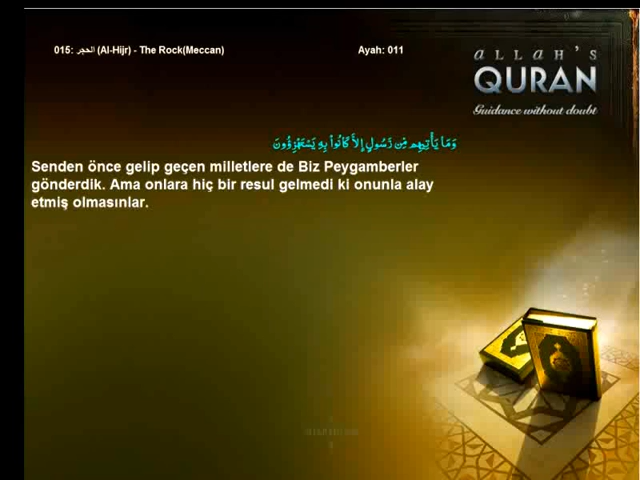 015: الحجر (Al-Hijr) - The Rock(Meccan) Ayah: 011
ALLAH'S
QURAN
Guidance without doubt
وَمَا يَأْتِيهِم مِّن رَّسُولٍ إِلاَّ كَانُواْ بِهِ يَسْتَهْزِؤُونَ
Senden önce gelip geçen milletlere de Biz Peygamberler
gönderdik. Ama onlara hiç bir resul gelmedi ki onunla alay
etmiş olmasınlar.